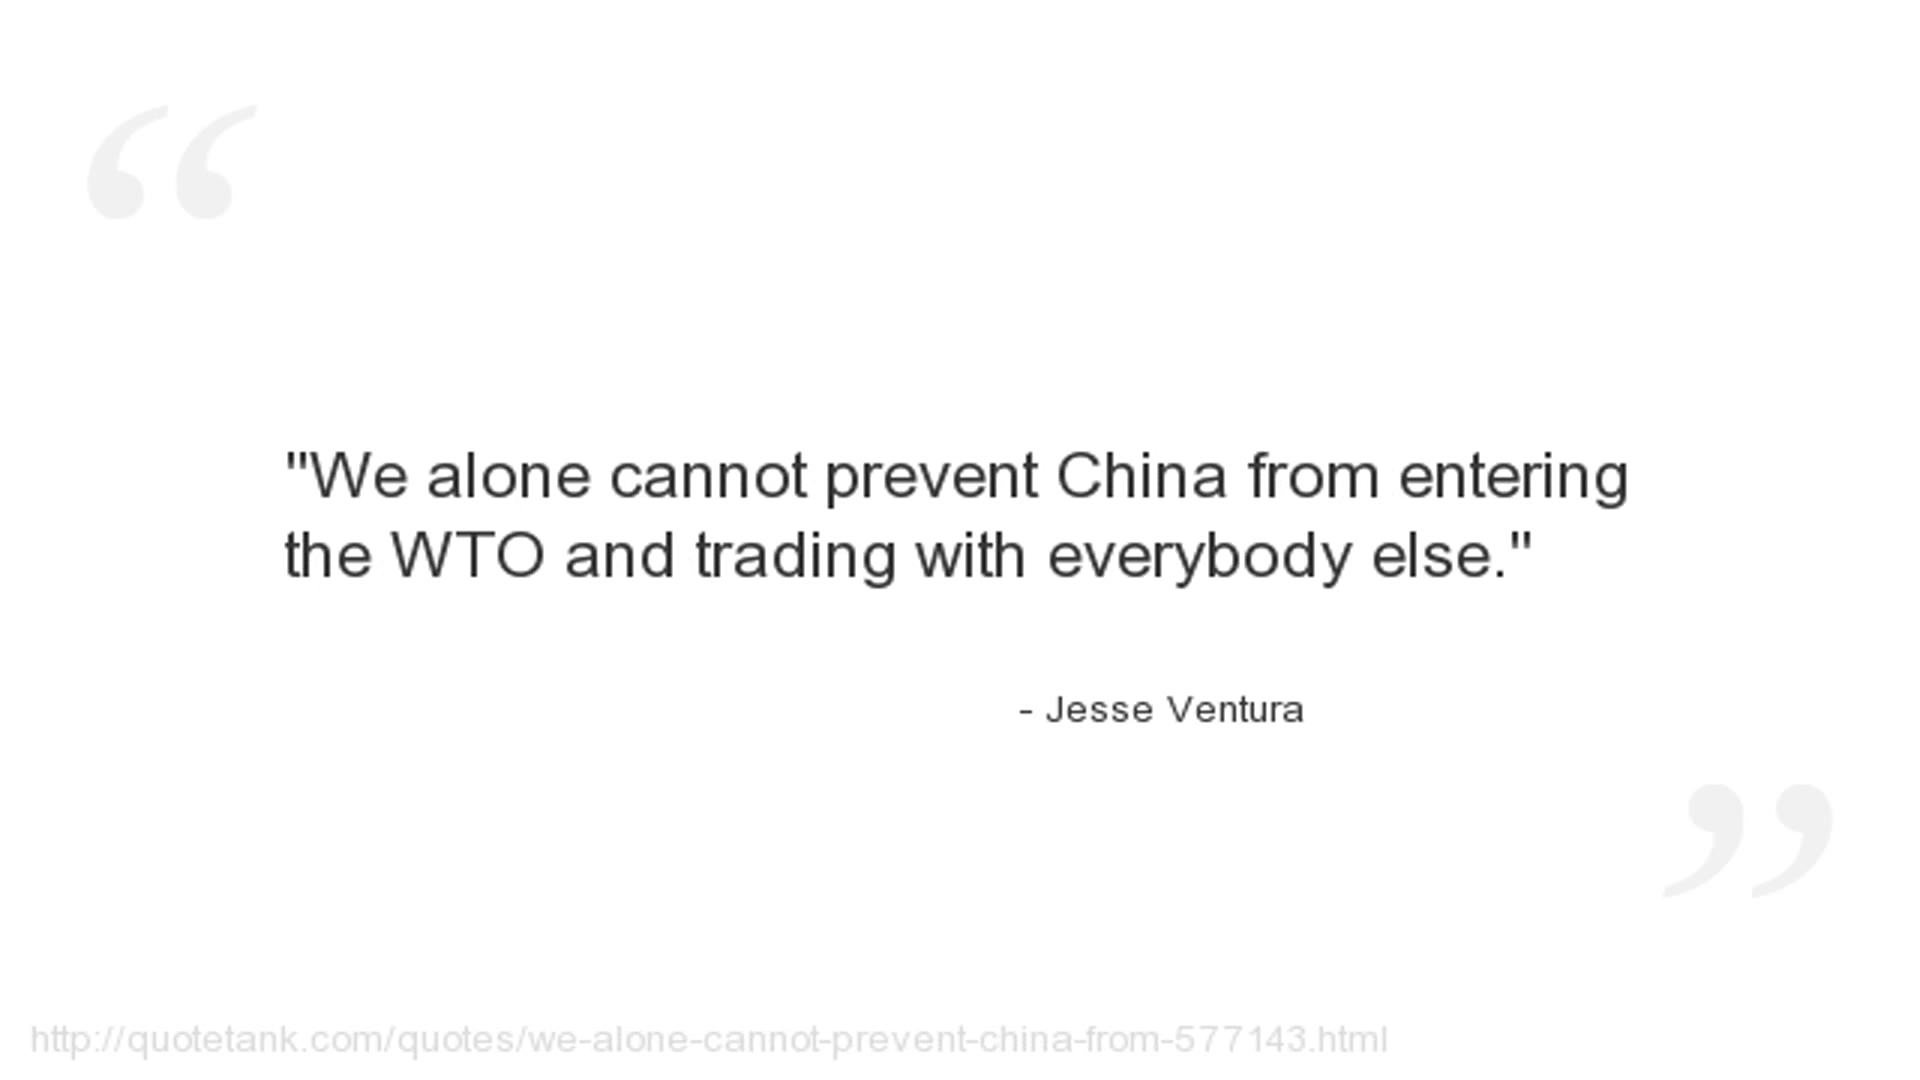 "We alone cannot prevent China from entering
the WTO and trading with everybody else."
- Jesse Ventura
http://quotetank.com/quotes/we-alone-cannot-prevent-china-from-577143.html